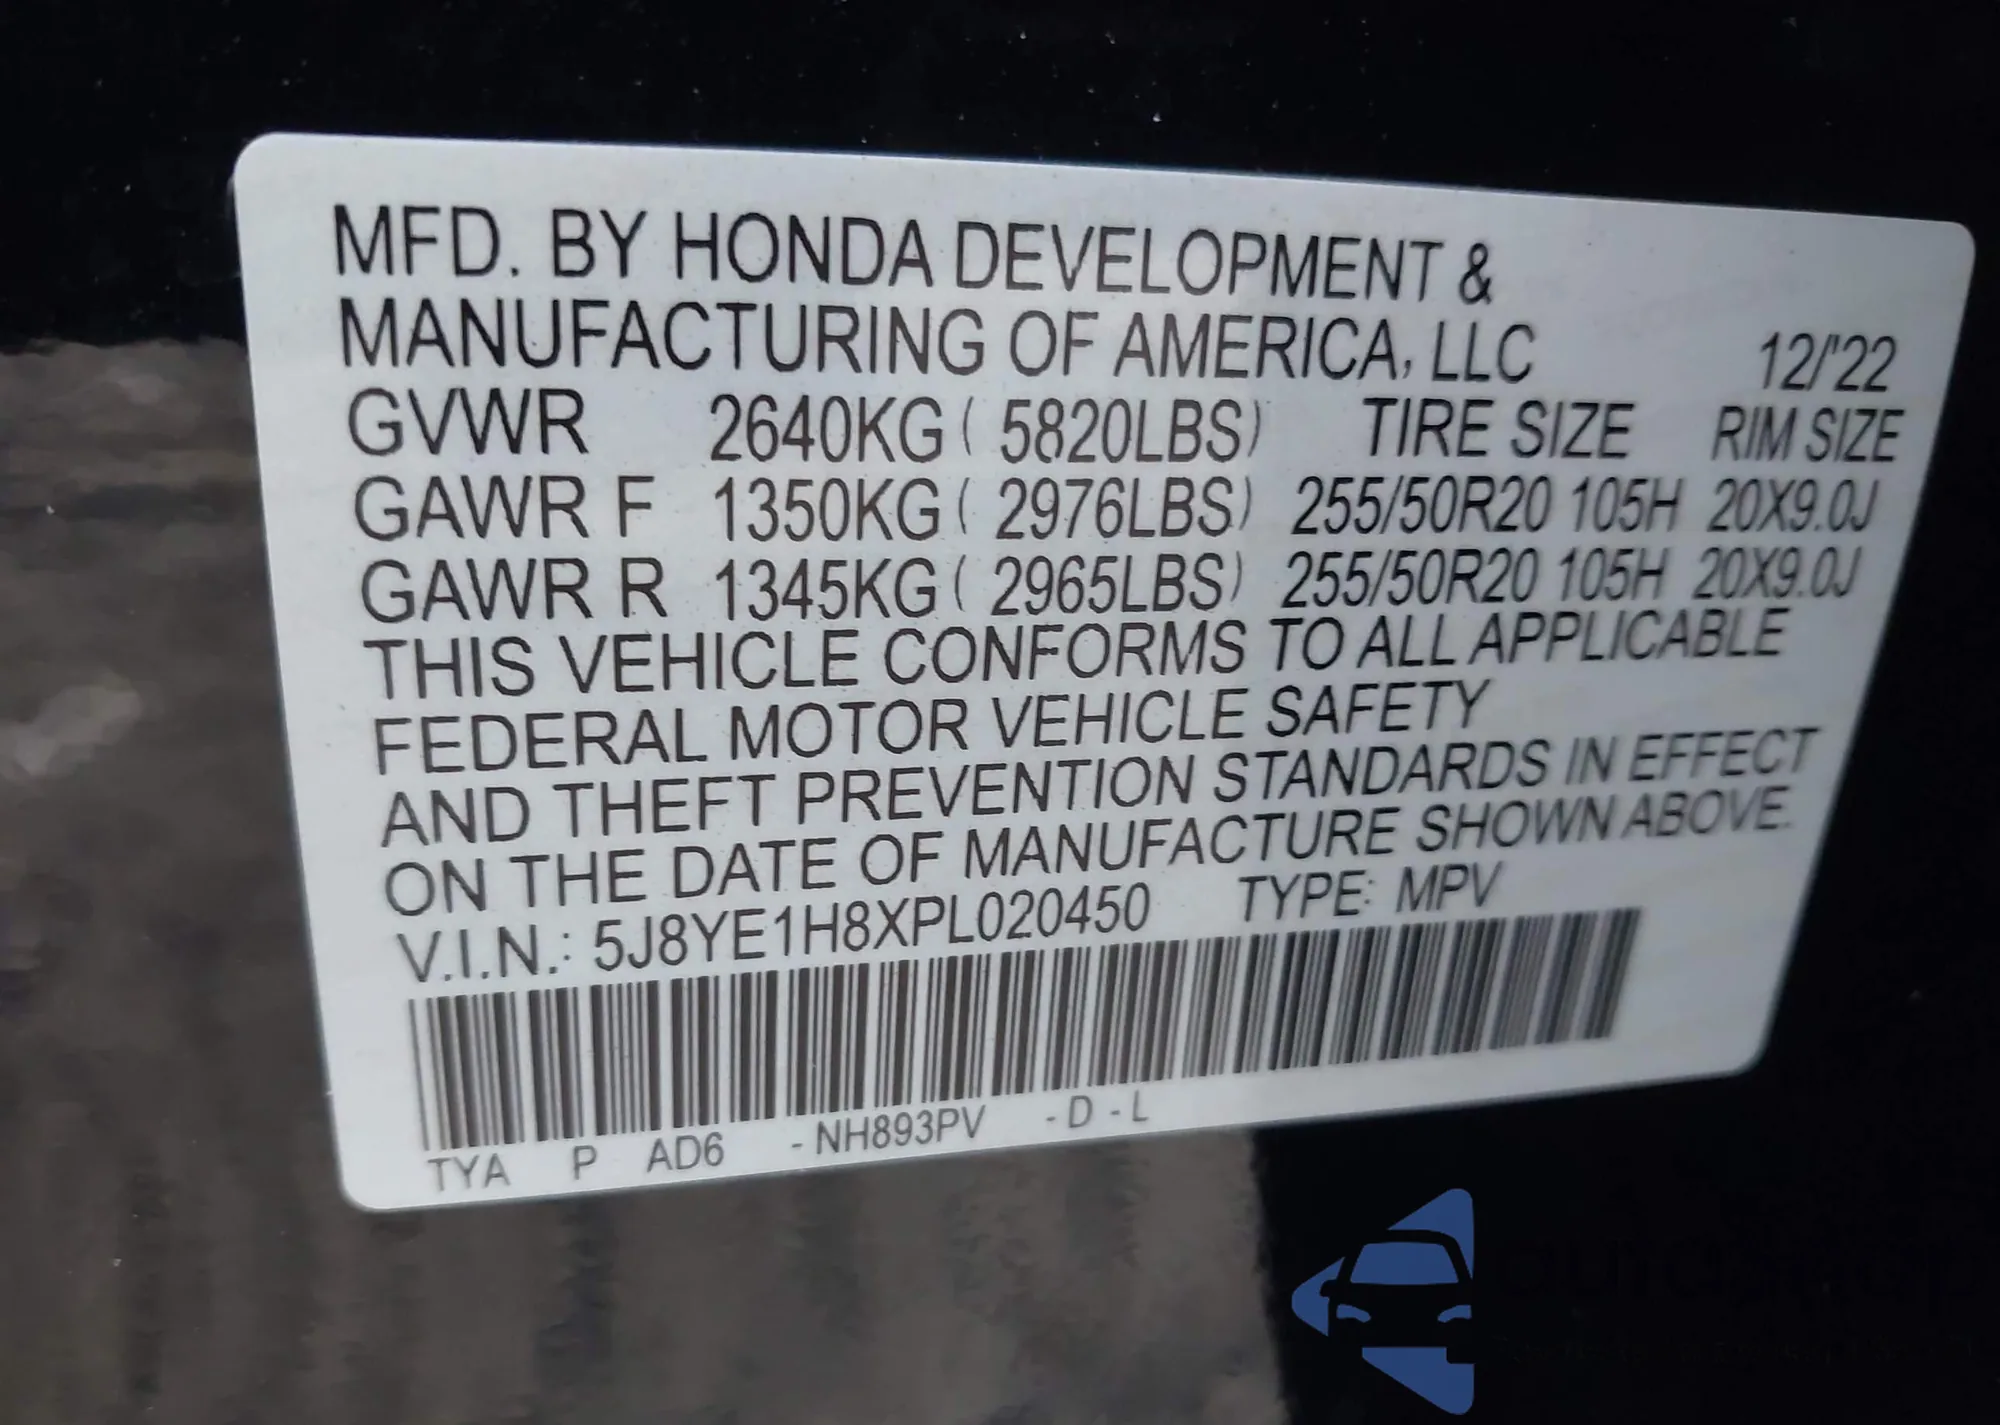 MFD. BY HONDA DEVELOPMENT &
MANUFACTURING OF AMERICA, LLC 12/'22
GVWR 2640KG ( 5820LBS) TIRE SIZE RIM SIZE
GAWR F 1350KG ( 2976LBS) 255/50R20 105H 20X9.0J
GAWR R 1345KG ( 2965LBS) 255/50R20 105H 20X9.0J
THIS VEHICLE CONFORMS TO ALL APPLICABLE
FEDERAL MOTOR VEHICLE SAFETY
AND THEFT PREVENTION STANDARDS IN EFFECT
ON THE DATE OF MANUFACTURE SHOWN ABOVE.
V.I.N.: 5J8YE1H8XPL020450 TYPE: MPV
TYA P AD6 - NH893PV - D - L